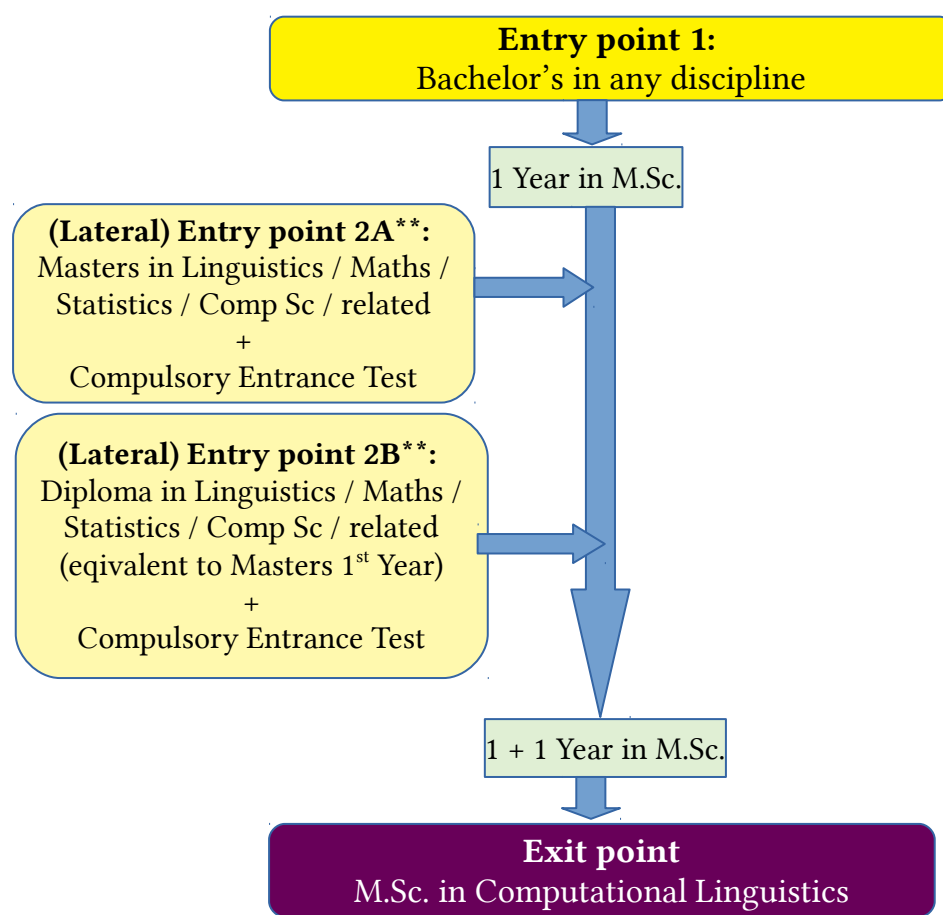 Entry point 1:
Bachelor’s in any discipline
1 Year in M.Sc.
(Lateral) Entry point 2A**:
Masters in Linguistics / Maths /
Statistics / Comp Sc / related
+
Compulsory Entrance Test
(Lateral) Entry point 2B**:
Diploma in Linguistics / Maths /
Statistics / Comp Sc / related
(eqivalent to Masters 1st Year)
+
Compulsory Entrance Test
1 + 1 Year in M.Sc.
Exit point
M.Sc. in Computational Linguistics